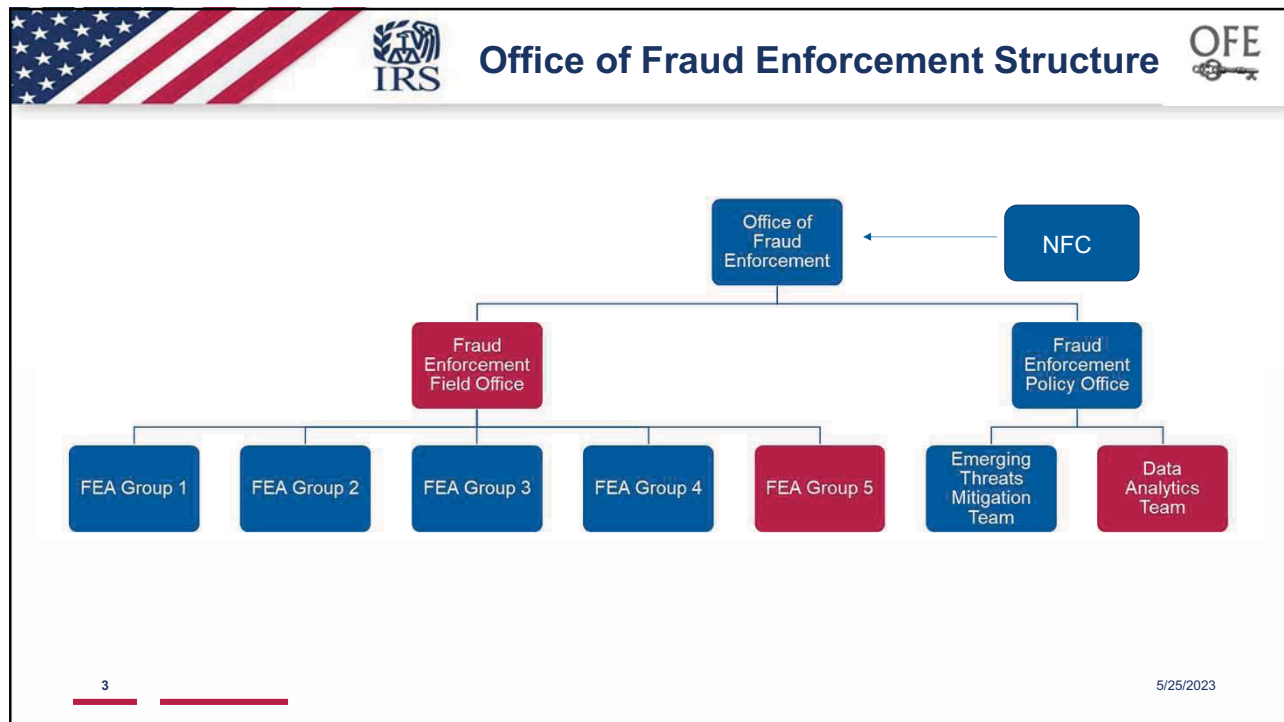 IRS
Office of Fraud Enforcement Structure
OFE
Office of
Fraud
Enforcement
NFC
Fraud
Enforcement
Field Office
Fraud
Enforcement
Policy Office
FEA Group 1
FEA Group 2
FEA Group 3
FEA Group 4
FEA Group 5
Emerging
Threats
Mitigation
Team
Data
Analytics
Team
3
5/25/2023